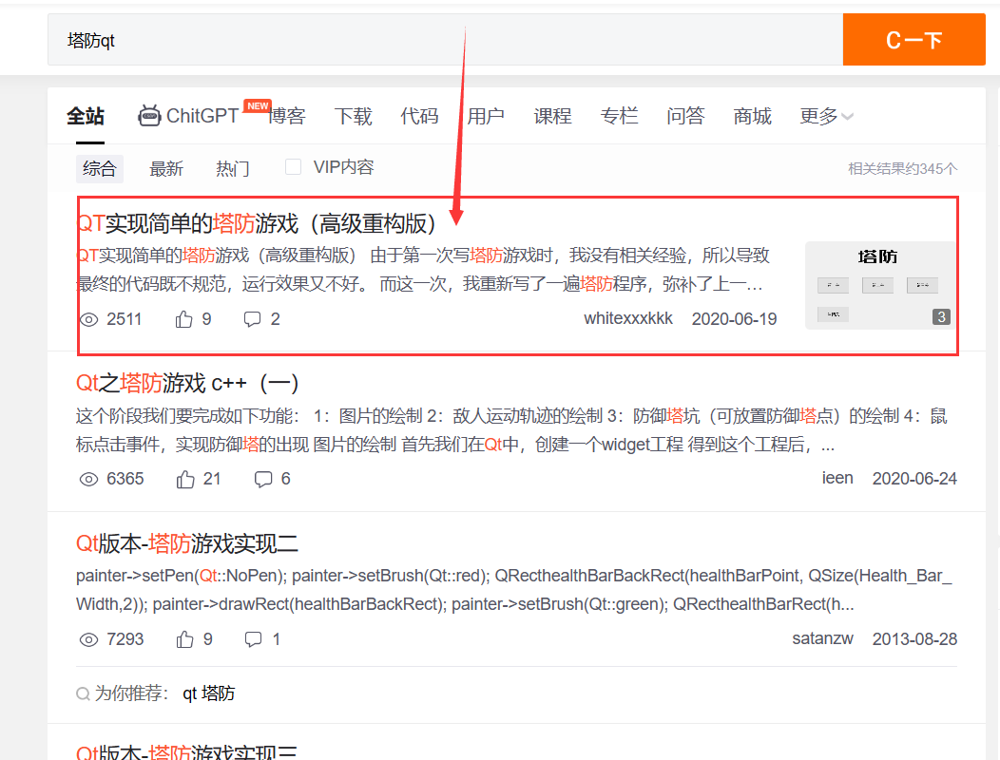 塔防qt
C一下
全站 ChitGPT NEW 博客 下载 代码 用户 课程 专栏 问答 商城 更多
综合 最新 热门 VIP内容 相关结果约345个
QT实现简单的塔防游戏（高级重构版）
QT实现简单的塔防游戏（高级重构版） 由于第一次写塔防游戏时，我没有相关经验，所以导致
最终的代码既不规范，运行效果又不好。 而这一次，我重新写了一遍塔防程序，弥补了上一...
塔防
3
2511 9 2 whitexxxkkk 2020-06-19
Qt之塔防游戏 c++（一）
这个阶段我们要完成如下功能： 1：图片的绘制 2：敌人运动轨迹的绘制 3：防御塔坑（可放置防御塔点）的绘制 4：鼠
标点击事件，实现防御塔的出现 图片的绘制 首先我们在Qt中，创建一个widget工程 得到这个工程后，...
6365 21 6 ieen 2020-06-24
Qt版本-塔防游戏实现二
painter->setPen(Qt::NoPen); painter->setBrush(Qt::red); QRecthealthBarBackRect(healthBarPoint, QSize(Health_Bar_
Width,2)); painter->drawRect(healthBarBackRect); painter->setBrush(Qt::green); QRecthealthBarRect(h...
7293 9 1 satanzw 2013-08-28
为你推荐： qt 塔防
Qt版本-塔防游戏实现三